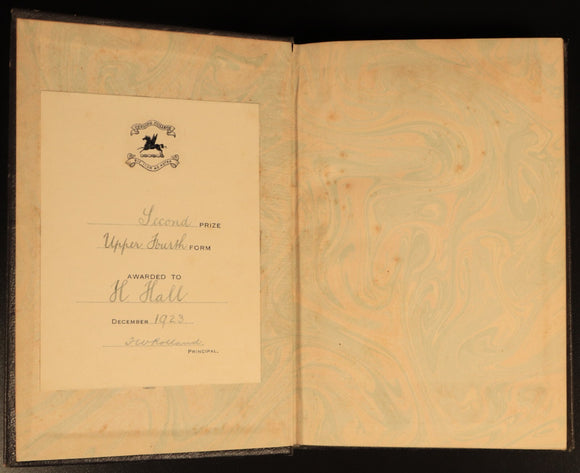 Second PRIZE
Upper Fourth FORM
AWARDED TO
H Hall
DECEMBER 1923
PRINCIPAL.